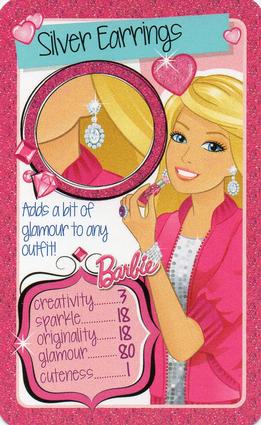 Silver Earrings
Adds a bit of
glamour to any
outfit!
Barbie
creativity......3
sparkle..........18
originality.....18
glamour........80
cuteness.......1